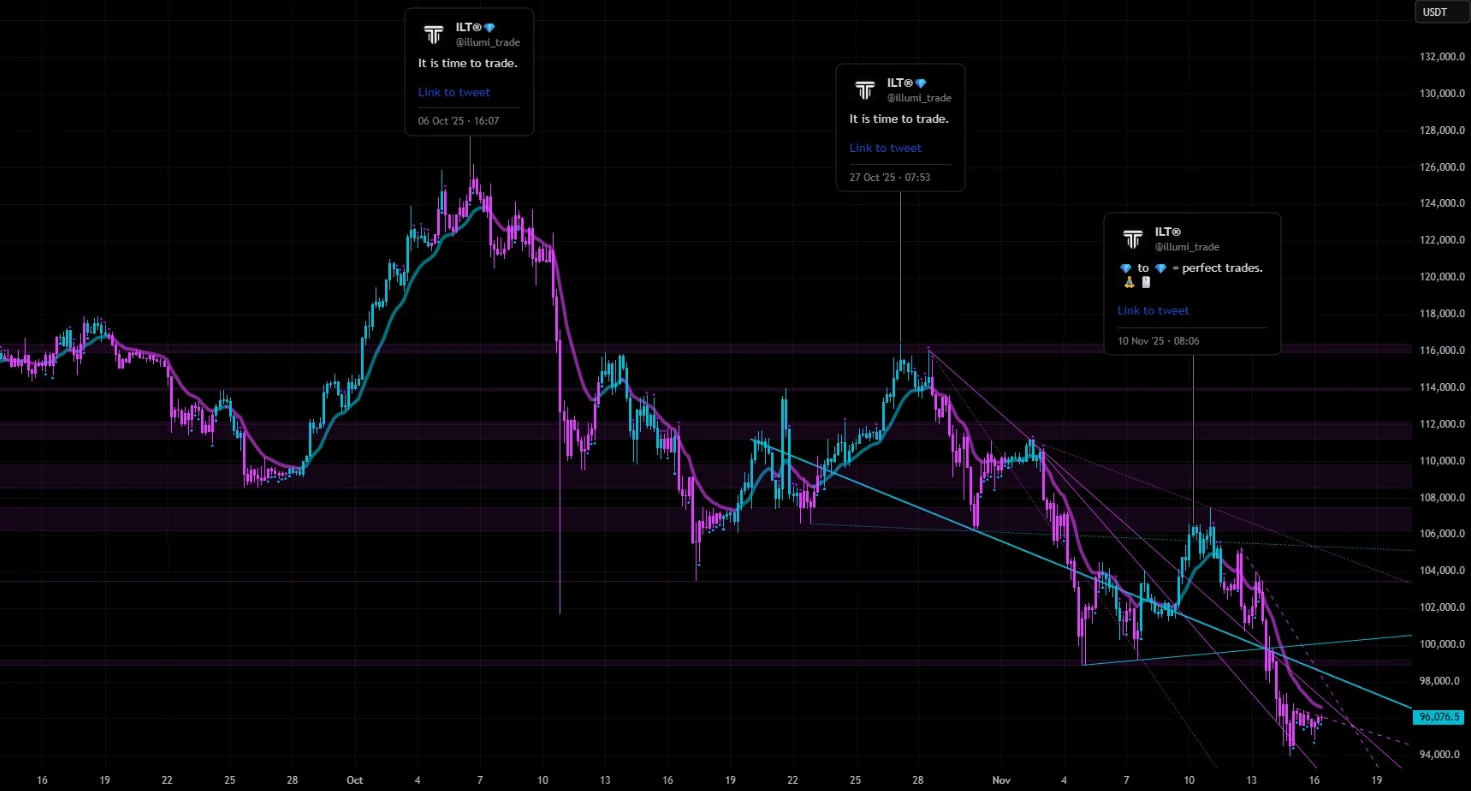 USDT
ILT®💎
@illumi_trade
It is time to trade.
Link to tweet
06 Oct '25 · 16:07
ILT®💎
@illumi_trade
It is time to trade.
Link to tweet
27 Oct '25 · 07:53
ILT®
@illumi_trade
💎 to 💎 = perfect trades.
Link to tweet
10 Nov '25 · 08:06
132,000.0
130,000.0
128,000.0
126,000.0
124,000.0
122,000.0
120,000.0
118,000.0
116,000.0
114,000.0
112,000.0
110,000.0
108,000.0
106,000.0
104,000.0
102,000.0
100,000.0
98,000.0
96,076.5
94,000.0
16 19 22 25 28 Oct 4 7 10 13 16 19 22 25 28 Nov 4 7 10 13 16 19